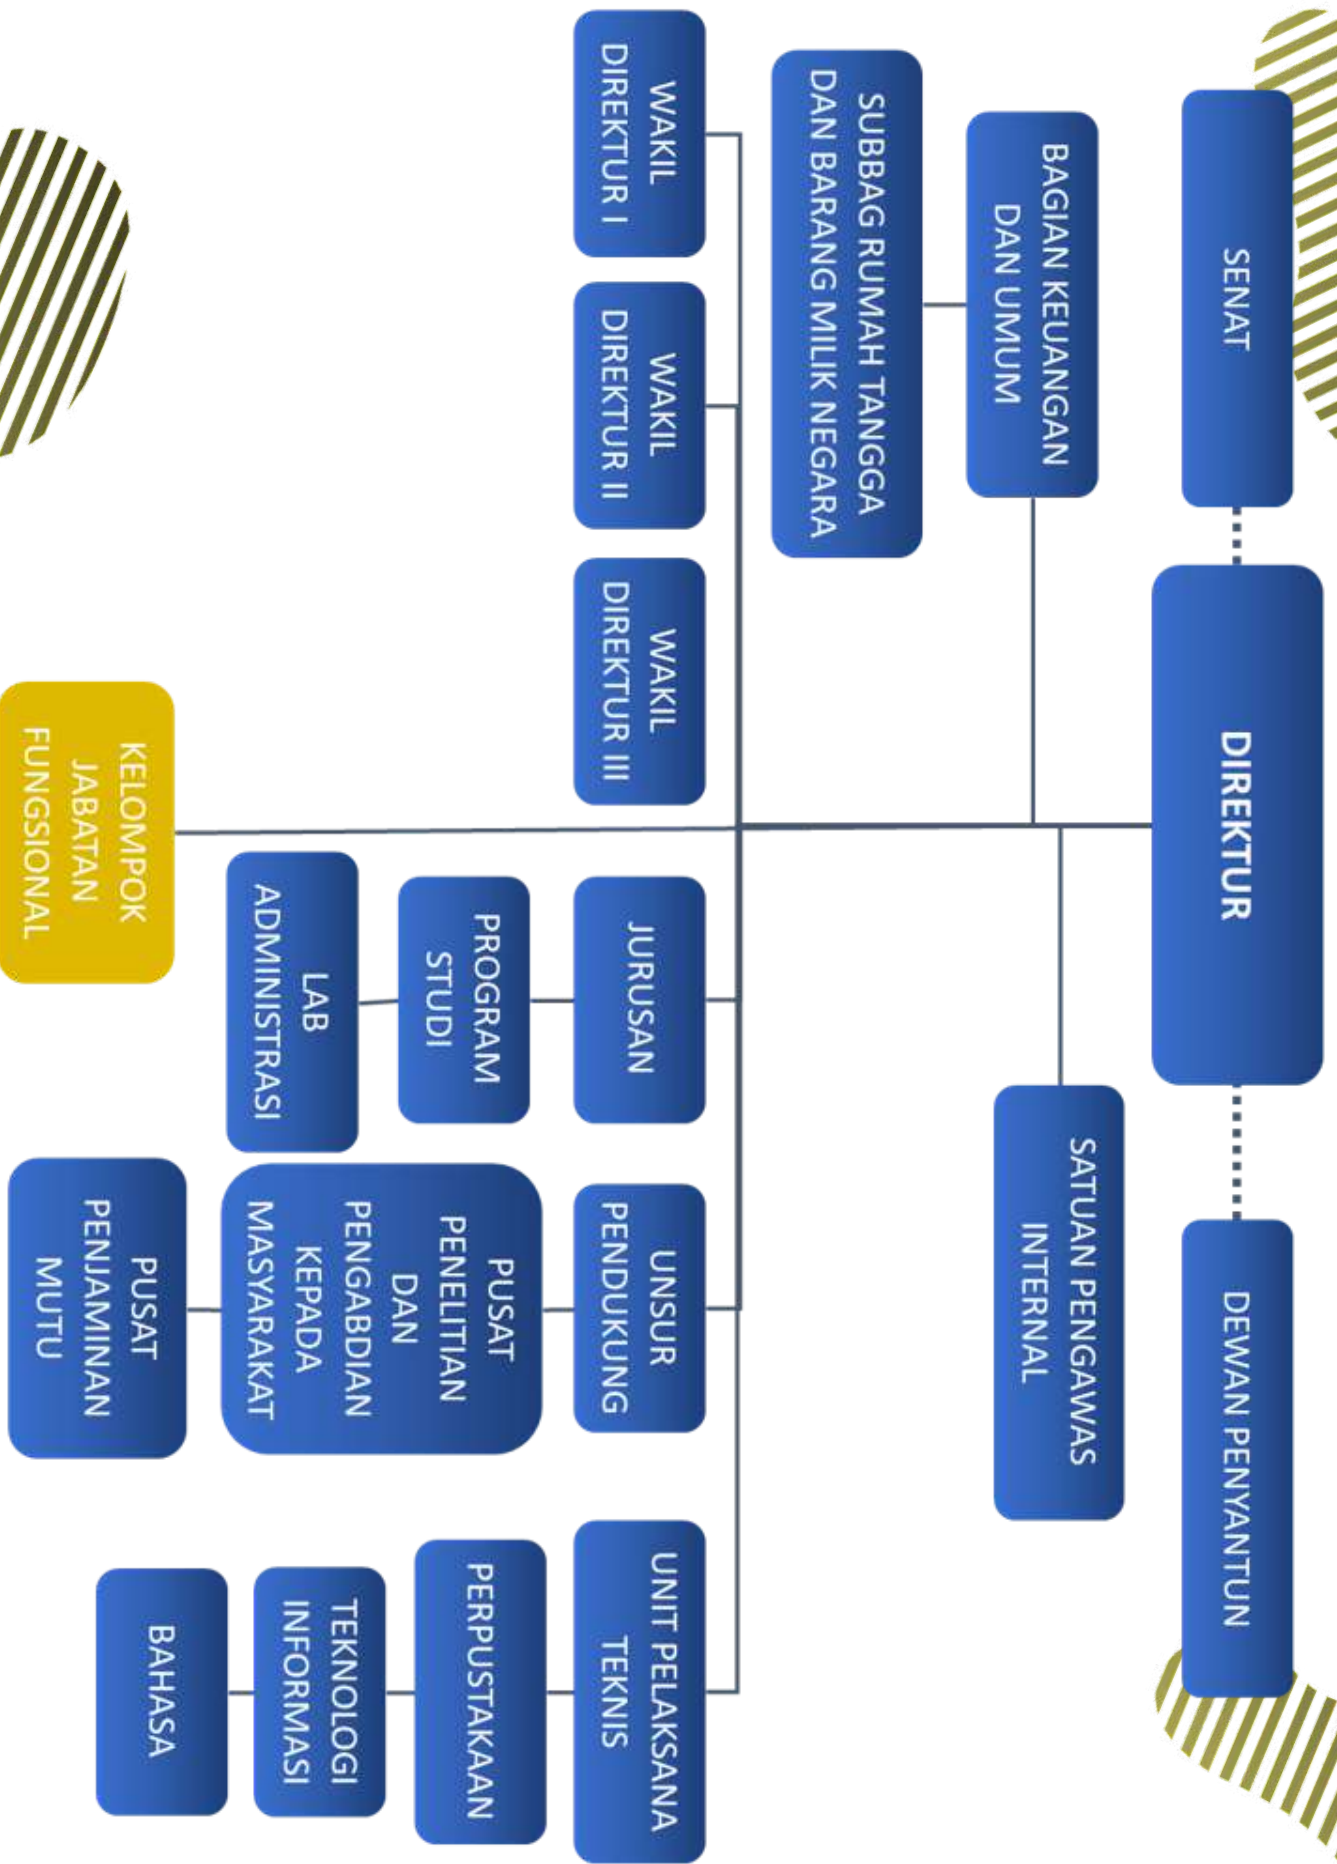 SENAT
DIREKTUR
DEWAN PENYANTUN
BAGIAN KEUANGAN
DAN UMUM
SATUAN PENGAWAS
INTERNAL
SUBBAG RUMAH TANGGA
DAN BARANG MILIK NEGARA
WAKIL
DIREKTUR I
WAKIL
DIREKTUR II
WAKIL
DIREKTUR III
JURUSAN
UNSUR
PENDUKUNG
UNIT PELAKSANA
TEKNIS
PROGRAM
STUDI
PUSAT
PENELITIAN
DAN
PENGABDIAN
KEPADA
MASYARAKAT
PERPUSTAKAAN
LAB
ADMINISTRASI
TEKNOLOGI
INFORMASI
KELOMPOK
JABATAN
FUNGSIONAL
PUSAT
PENJAMINAN
MUTU
BAHASA